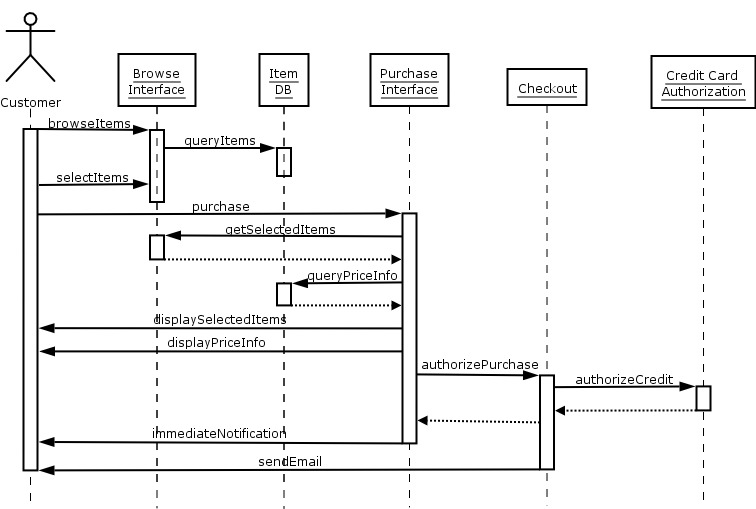 Customer
Browse
Interface
Item
DB
Purchase
Interface
Checkout
Credit Card
Authorization
browseItems
queryItems
selectItems
purchase
getSelectedItems
queryPriceInfo
displaySelectedItems
displayPriceInfo
authorizePurchase
authorizeCredit
immediateNotification
sendEmail